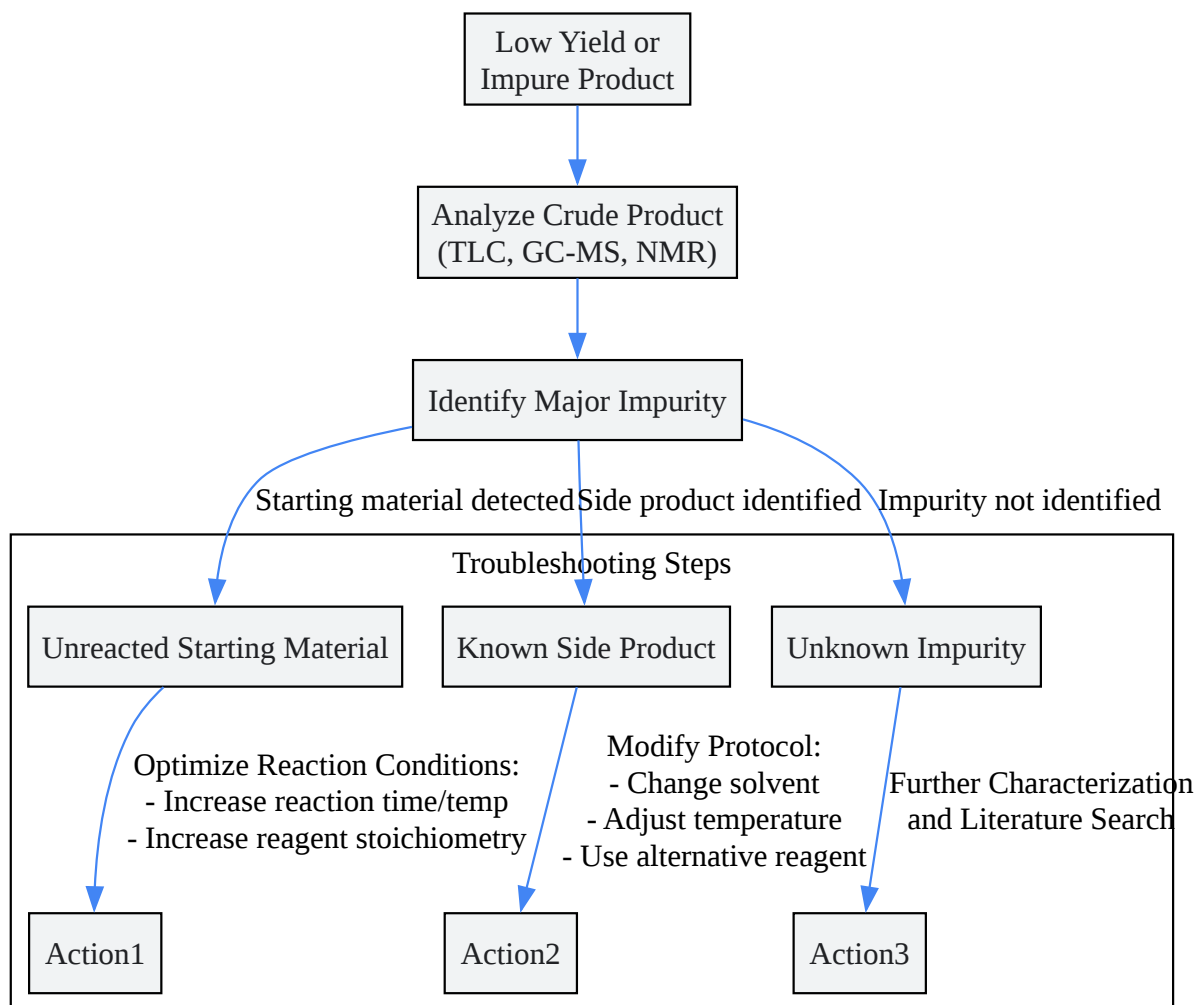 Low Yield or
Impure Product
Analyze Crude Product
(TLC, GC-MS, NMR)
Identify Major Impurity
Starting material detected
Side product identified
Impurity not identified
Troubleshooting Steps
Unreacted Starting Material
Known Side Product
Unknown Impurity
Optimize Reaction Conditions:
- Increase reaction time/temp
- Increase reagent stoichiometry
Modify Protocol:
- Change solvent
- Adjust temperature
- Use alternative reagent
Further Characterization
and Literature Search
Action1
Action2
Action3